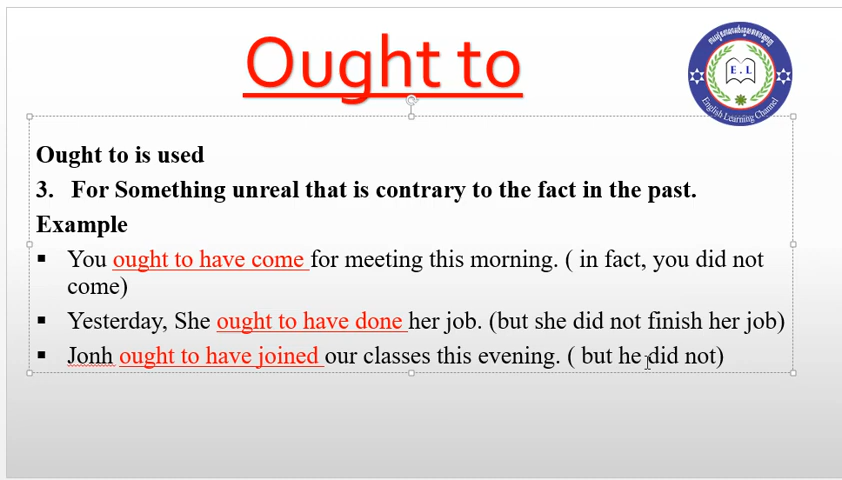 Ought to
E.L
English Learning Channel
Ought to is used
3. For Something unreal that is contrary to the fact in the past.
Example
▪ You ought to have come for meeting this morning. ( in fact, you did not
come)
▪ Yesterday, She ought to have done her job. (but she did not finish her job)
▪ Jonh ought to have joined our classes this evening. ( but he did not)